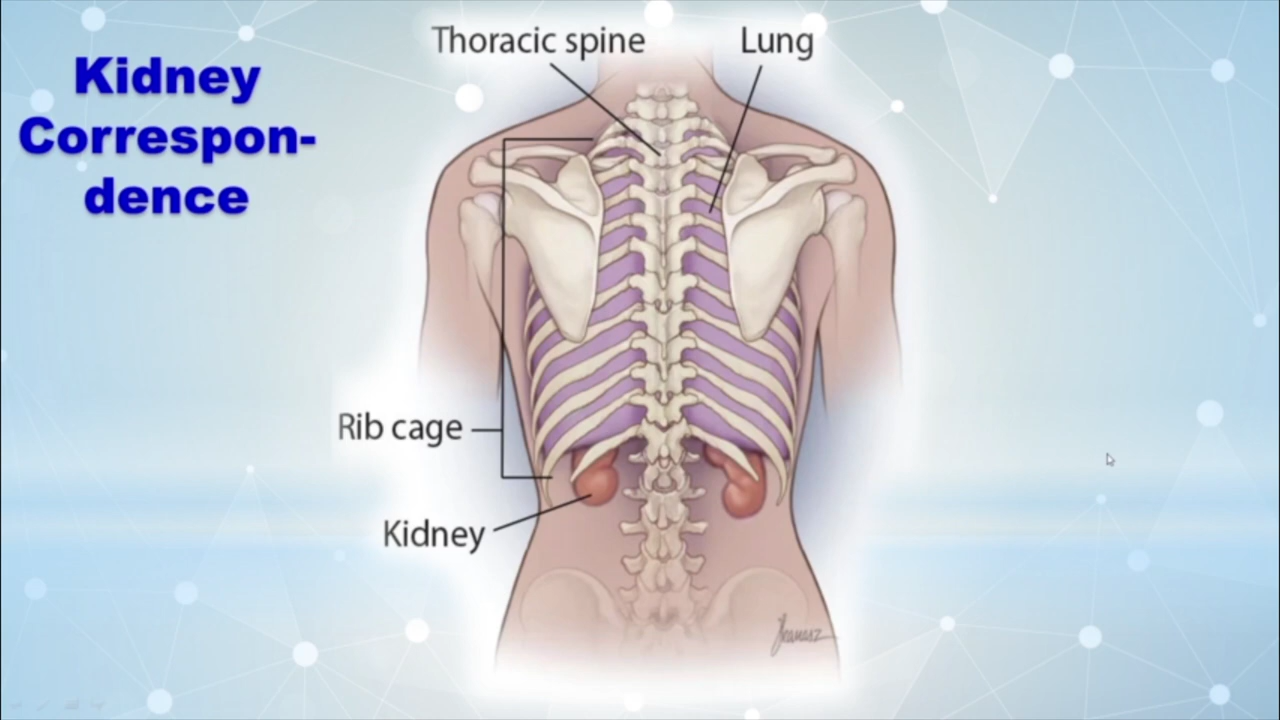 Kidney
Correspon-
dence
Thoracic spine
Lung
Rib cage
Kidney